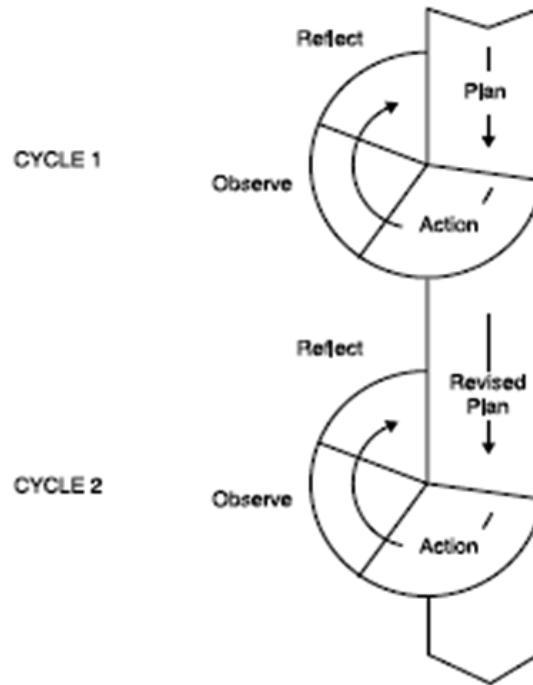 Reflect
Plan
CYCLE 1
Observe
Action
Reflect
Revised
Plan
CYCLE 2
Observe
Action